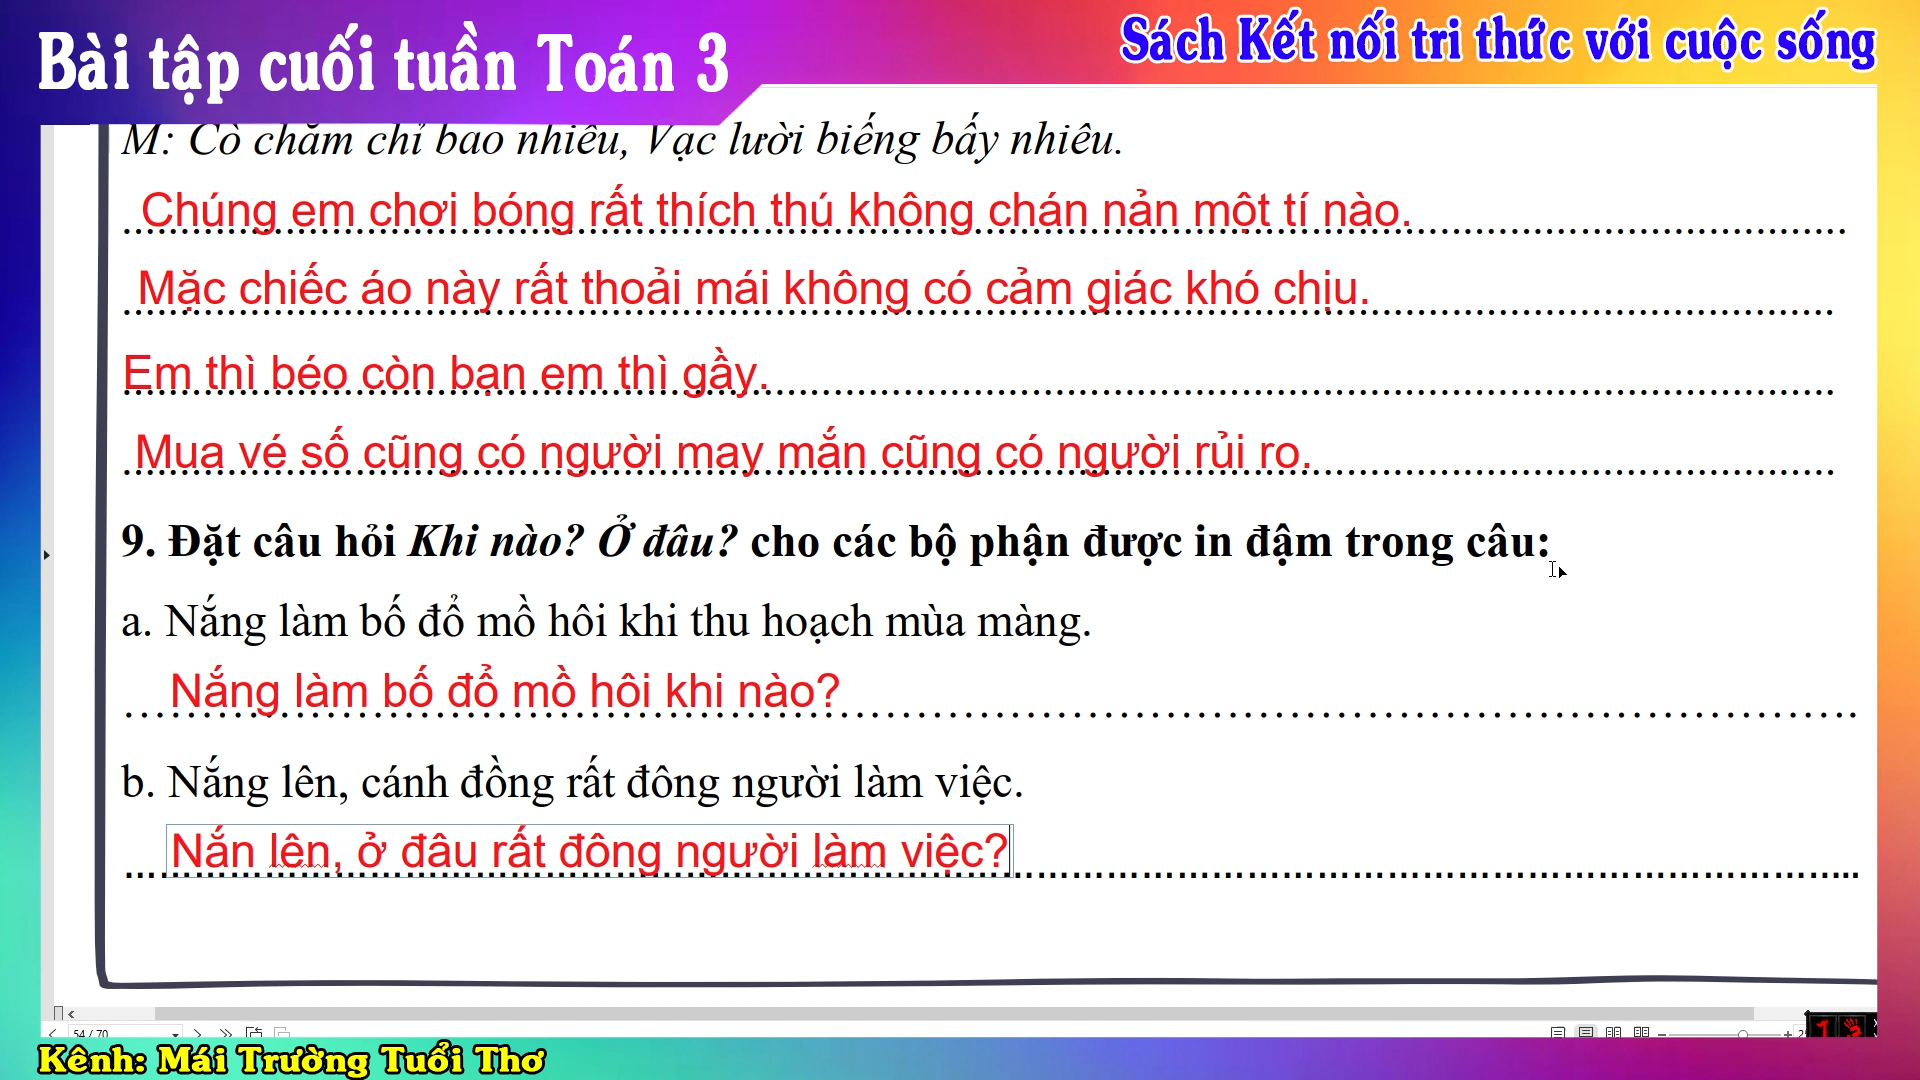 Bài tập cuối tuần Toán 3
Sách Kết nối tri thức với cuộc sống
M: Cò chăm chỉ bao nhiêu, Vạc lười biếng bấy nhiêu.
Chúng em chơi bóng rất thích thú không chán nản một tí nào.
Mặc chiếc áo này rất thoải mái không có cảm giác khó chịu.
Em thì béo còn bạn em thì gầy.
Mua vé số cũng có người may mắn cũng có người rủi ro.
9. Đặt câu hỏi Khi nào? Ở đâu? cho các bộ phận được in đậm trong câu:
a. Nắng làm bố đổ mồ hôi khi thu hoạch mùa màng.
Nắng làm bố đổ mồ hôi khi nào?
b. Nắng lên, cánh đồng rất đông người làm việc.
Nắn lên, ở đâu rất đông người làm việc?
54 / 70
Kênh: Mái Trường Tuổi Thơ